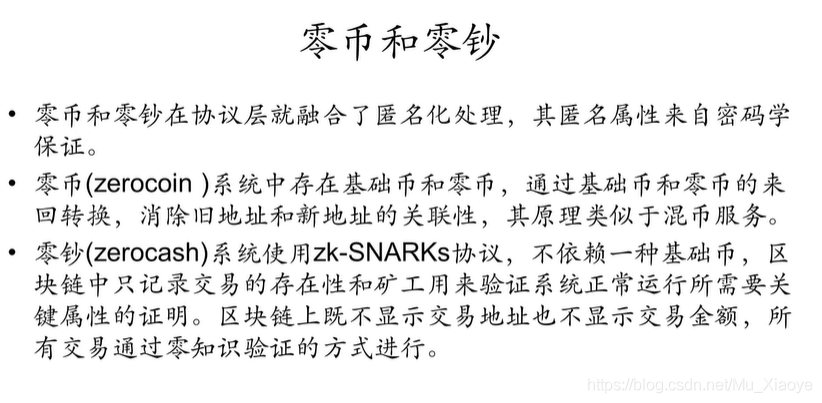 零币和零钞
• 零币和零钞在协议层就融合了匿名化处理，其匿名属性来自密码学
保证。
• 零币(zerocoin )系统中存在基础币和零币，通过基础币和零币的来
回转换，消除旧地址和新地址的关联性，其原理类似于混币服务。
• 零钞(zerocash)系统使用zk-SNARKs协议，不依赖一种基础币，区
块链中只记录交易的存在性和矿工用来验证系统正常运行所需要关
键属性的证明。区块链上既不显示交易地址也不显示交易金额，所
有交易通过零知识验证的方式进行。
https://blog.csdn.net/Mu_Xiaoye